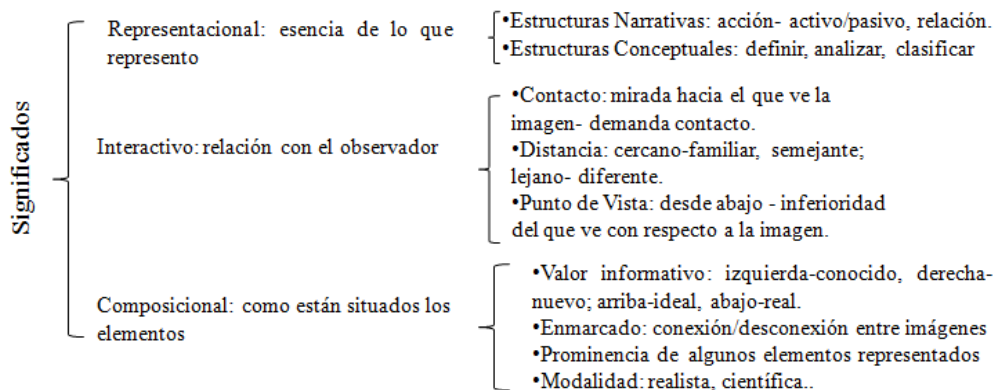 Significados
Representacional: esencia de lo que
represento
•Estructuras Narrativas: acción- activo/pasivo, relación.
•Estructuras Conceptuales: definir, analizar, clasificar
Interactivo: relación con el observador
•Contacto: mirada hacia el que ve la
imagen- demanda contacto.
•Distancia: cercano-familiar, semejante;
lejano- diferente.
•Punto de Vista: desde abajo - inferioridad
del que ve con respecto a la imagen.
Composicional: como están situados los
elementos
•Valor informativo: izquierda-conocido, derecha-
nuevo; arriba-ideal, abajo-real.
•Enmarcado: conexión/desconexión entre imágenes
•Prominencia de algunos elementos representados
•Modalidad: realista, científica..